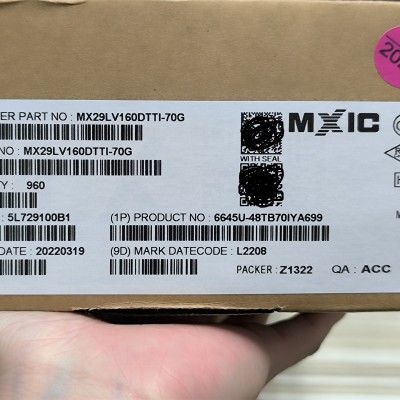 ER PART NO : MX29LV160DTTI-70G
NO : MX29LV160DTTI-70G
TY : 960
WITH SEAL
MXIC
: 5L729100B1
(1P) PRODUCT NO : 6645U-48TB70IYA699
DATE : 20220319
(9D) MARK DATECODE : L2208
PACKER : Z1322
QA : ACC